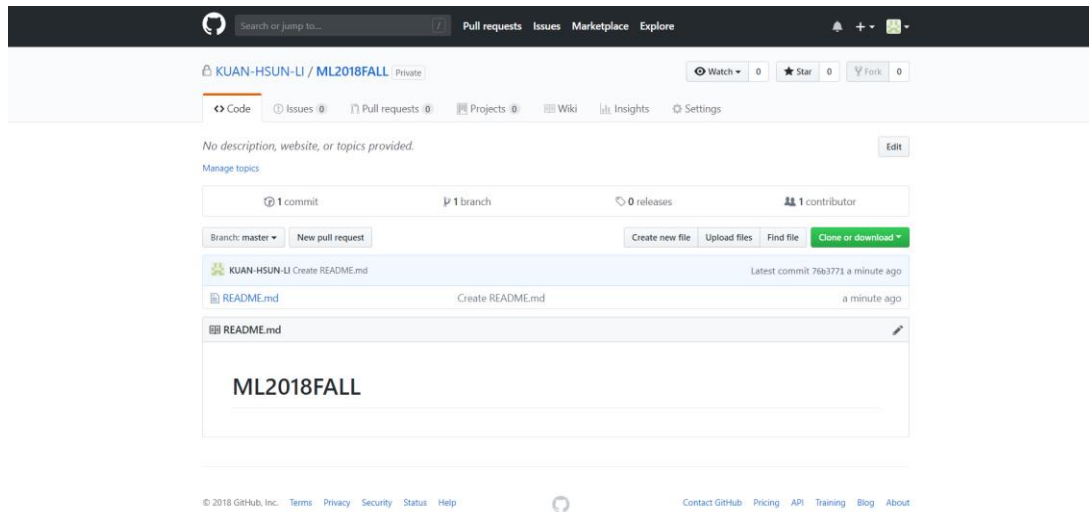 Search or jump to... / Pull requests Issues Marketplace Explore
KUAN-HSUN-LI / ML2018FALL Private Watch 0 Star 0 Fork 0
Code Issues 0 Pull requests 0 Projects 0 Wiki Insights Settings
No description, website, or topics provided. Edit
Manage topics
1 commit 1 branch 0 releases 1 contributor
Branch: master New pull request Create new file Upload files Find file Clone or download
KUAN-HSUN-LI Create README.md Latest commit 76b3771 a minute ago
README.md Create README.md a minute ago
README.md
ML2018FALL
© 2018 GitHub, Inc. Terms Privacy Security Status Help Contact GitHub Pricing API Training Blog About